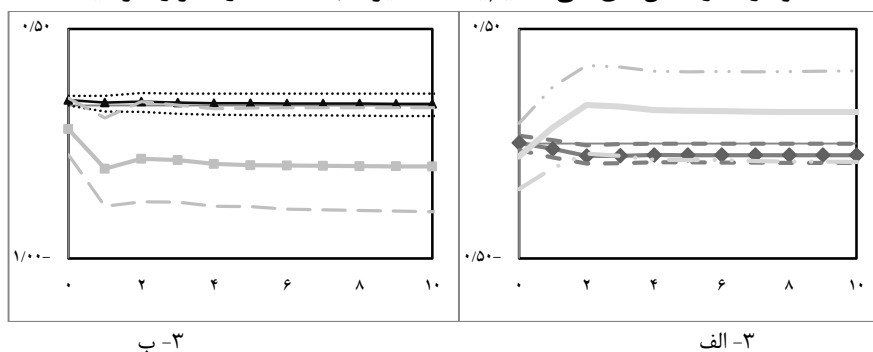 ۰/۵۰
۰/۵۰
۱/۰۰-
۰/۵۰-
۰ ۲ ۴ ۶ ۸ ۱۰
۰ ۲ ۴ ۶ ۸ ۱۰
۳- الف
۳- ب